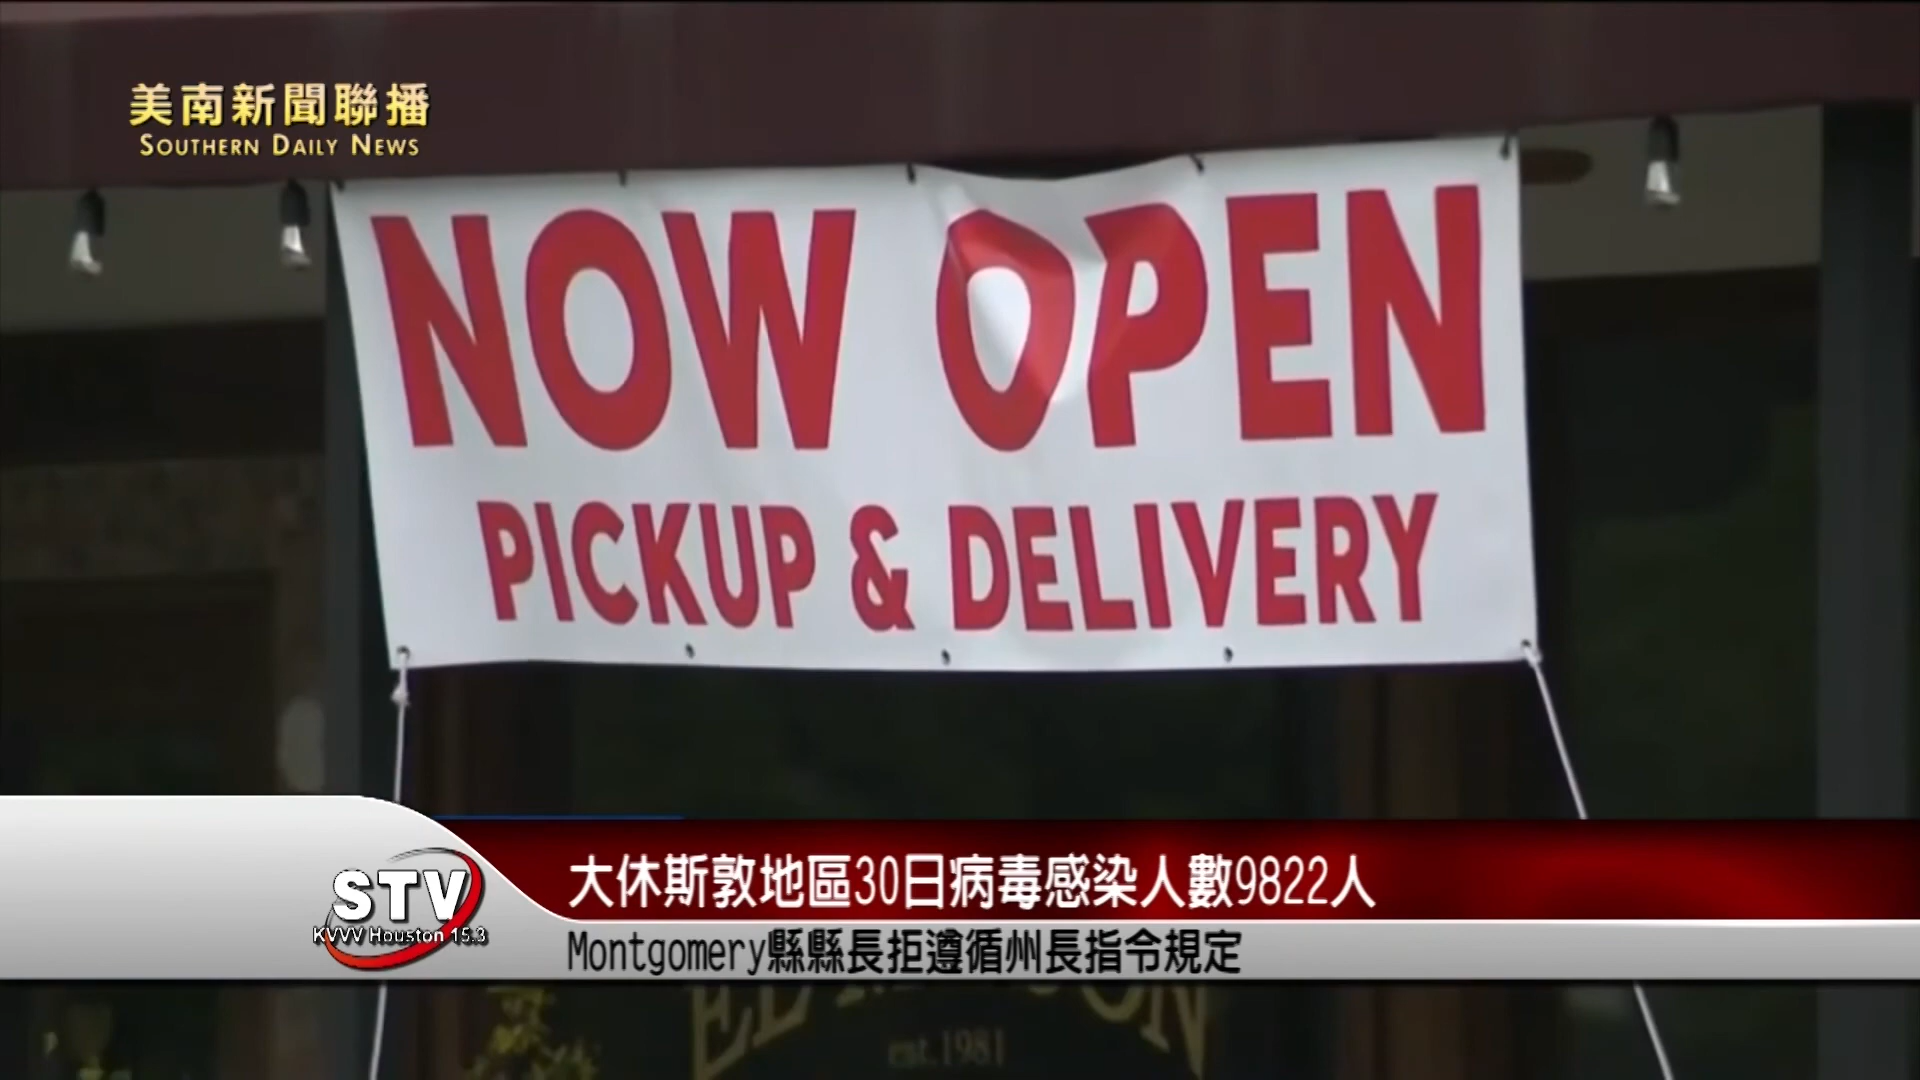 美南新聞聯播
SOUTHERN DAILY NEWS
NOW OPEN
PICKUP & DELIVERY
STV
KVVV Houston 15.3
大休斯敦地區30日病毒感染人數9822人
Montgomery縣縣長拒遵循州長指令規定
est.1981